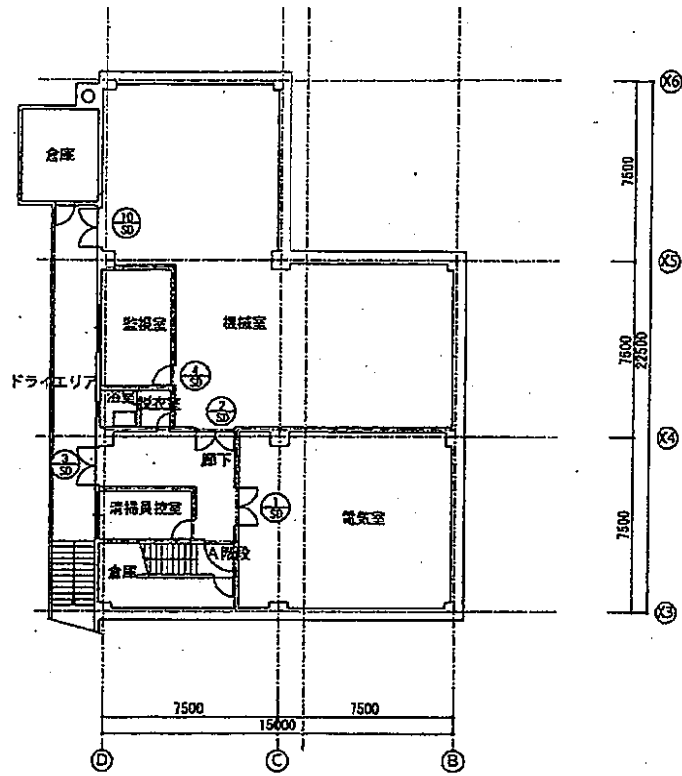 X6
倉庫
7500
10
SD
X5
監視室
機械室
7500
22500
ドライエリア
4
SD
浴室
脱衣室
2
SD
X4
廊下
3
SD
1
SD
清掃員控室
電気室
7500
A階段
倉庫
X3
7500
7500
15000
D
C
B